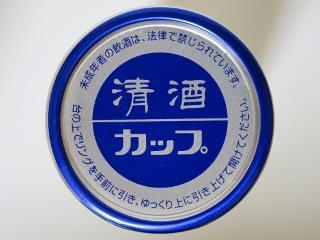 未成年者の飲酒は、法律で禁じられています。
清酒
カップ
台の上でリングを手前に引き、ゆっくり上に引き上げて開けてください。